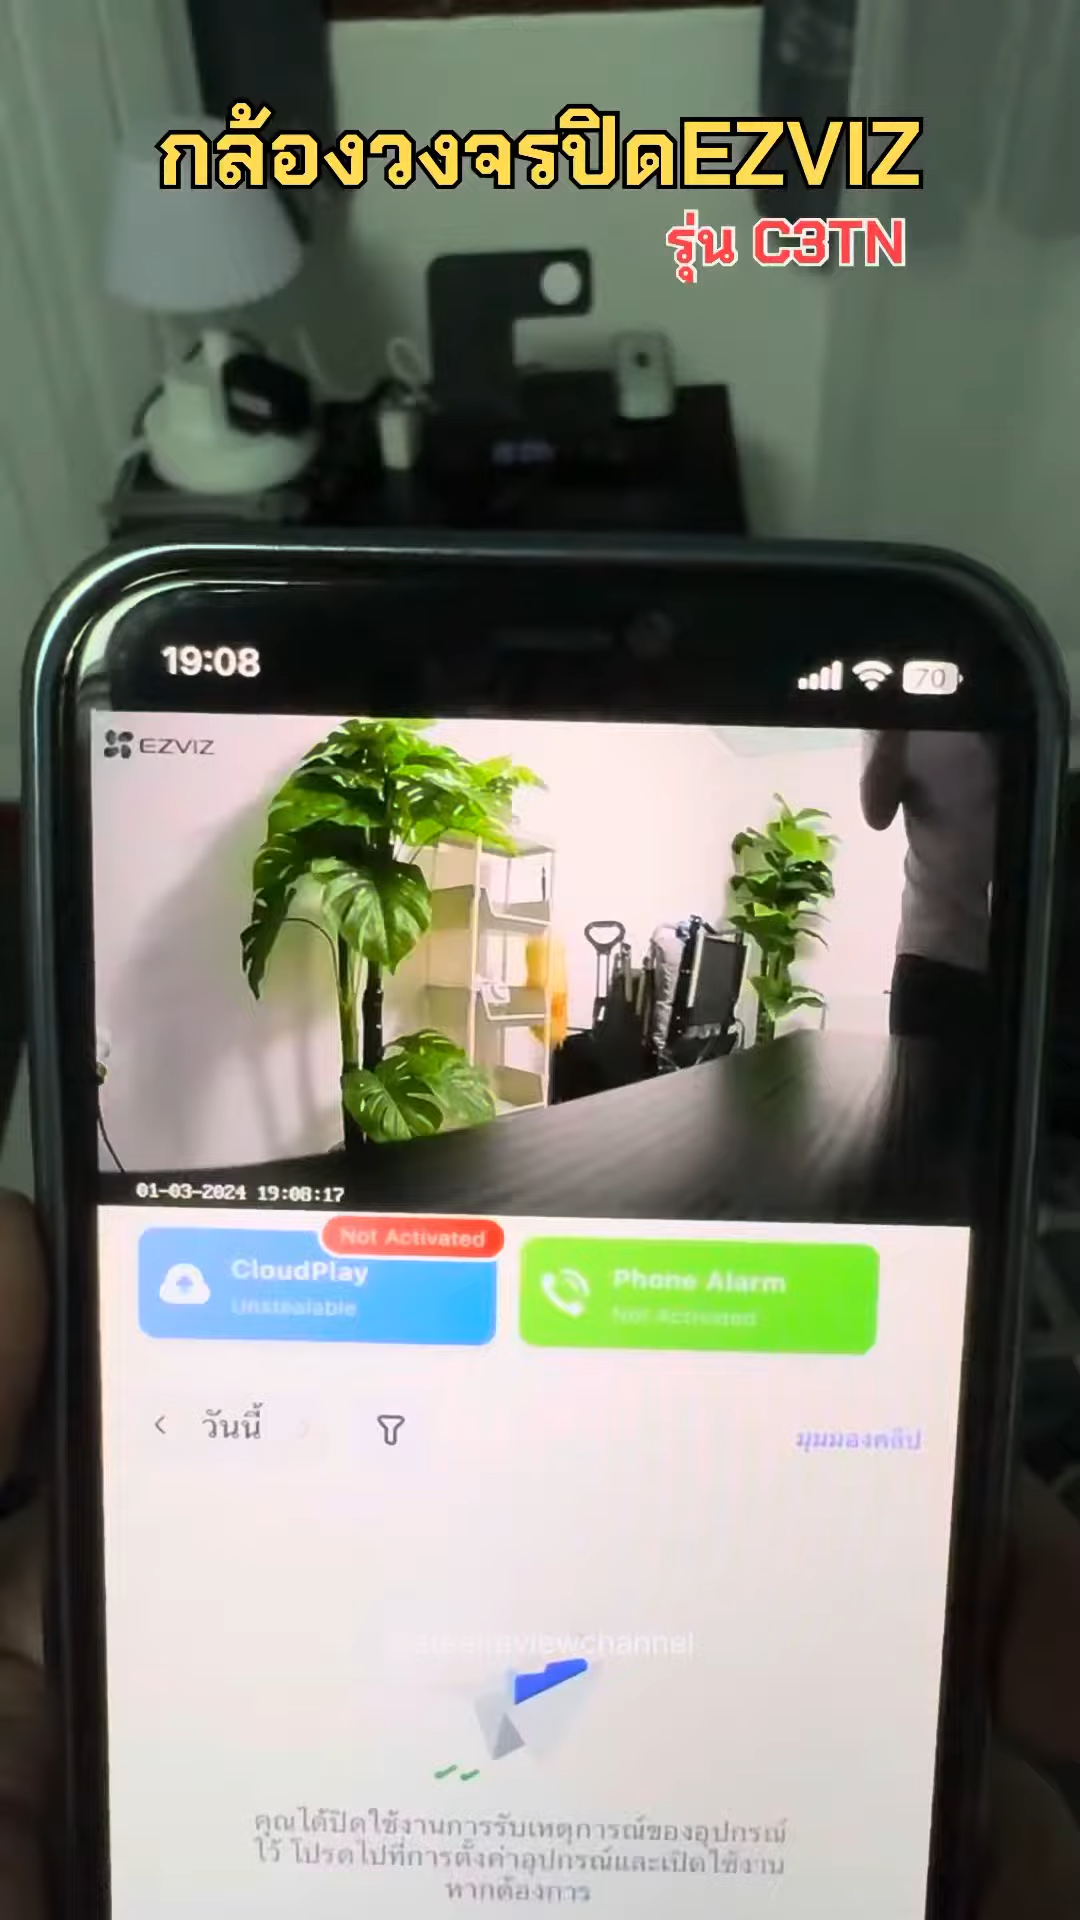 กล้องวงจรปิดEZVIZ
รุ่น C3TN
19:08
70
EZVIZ
01-03-2024 19:08:17
Not Activated
CloudPlay
Phone Alarm
Not Activated
วันนี้
มุมมองคลิป
คุณได้ปิดใช้งานการรับเหตุการณ์ของอุปกรณ์
ไว้ โปรดไปที่การตั้งค่าอุปกรณ์และเปิดใช้งาน
หากต้องการ